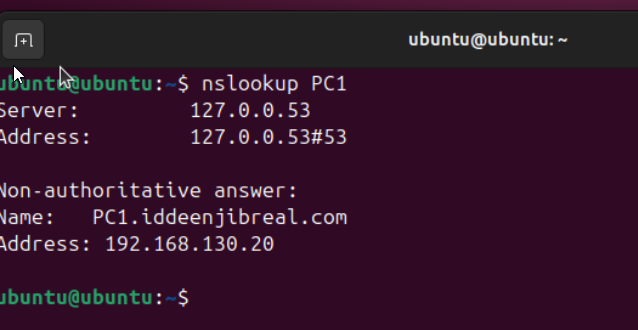 ubuntu@ubuntu: ~
ubuntu@ubuntu:~$ nslookup PC1
Server: 127.0.0.53
Address: 127.0.0.53#53
Non-authoritative answer:
Name: PC1.iddeenjibreal.com
Address: 192.168.130.20
ubuntu@ubuntu:~$